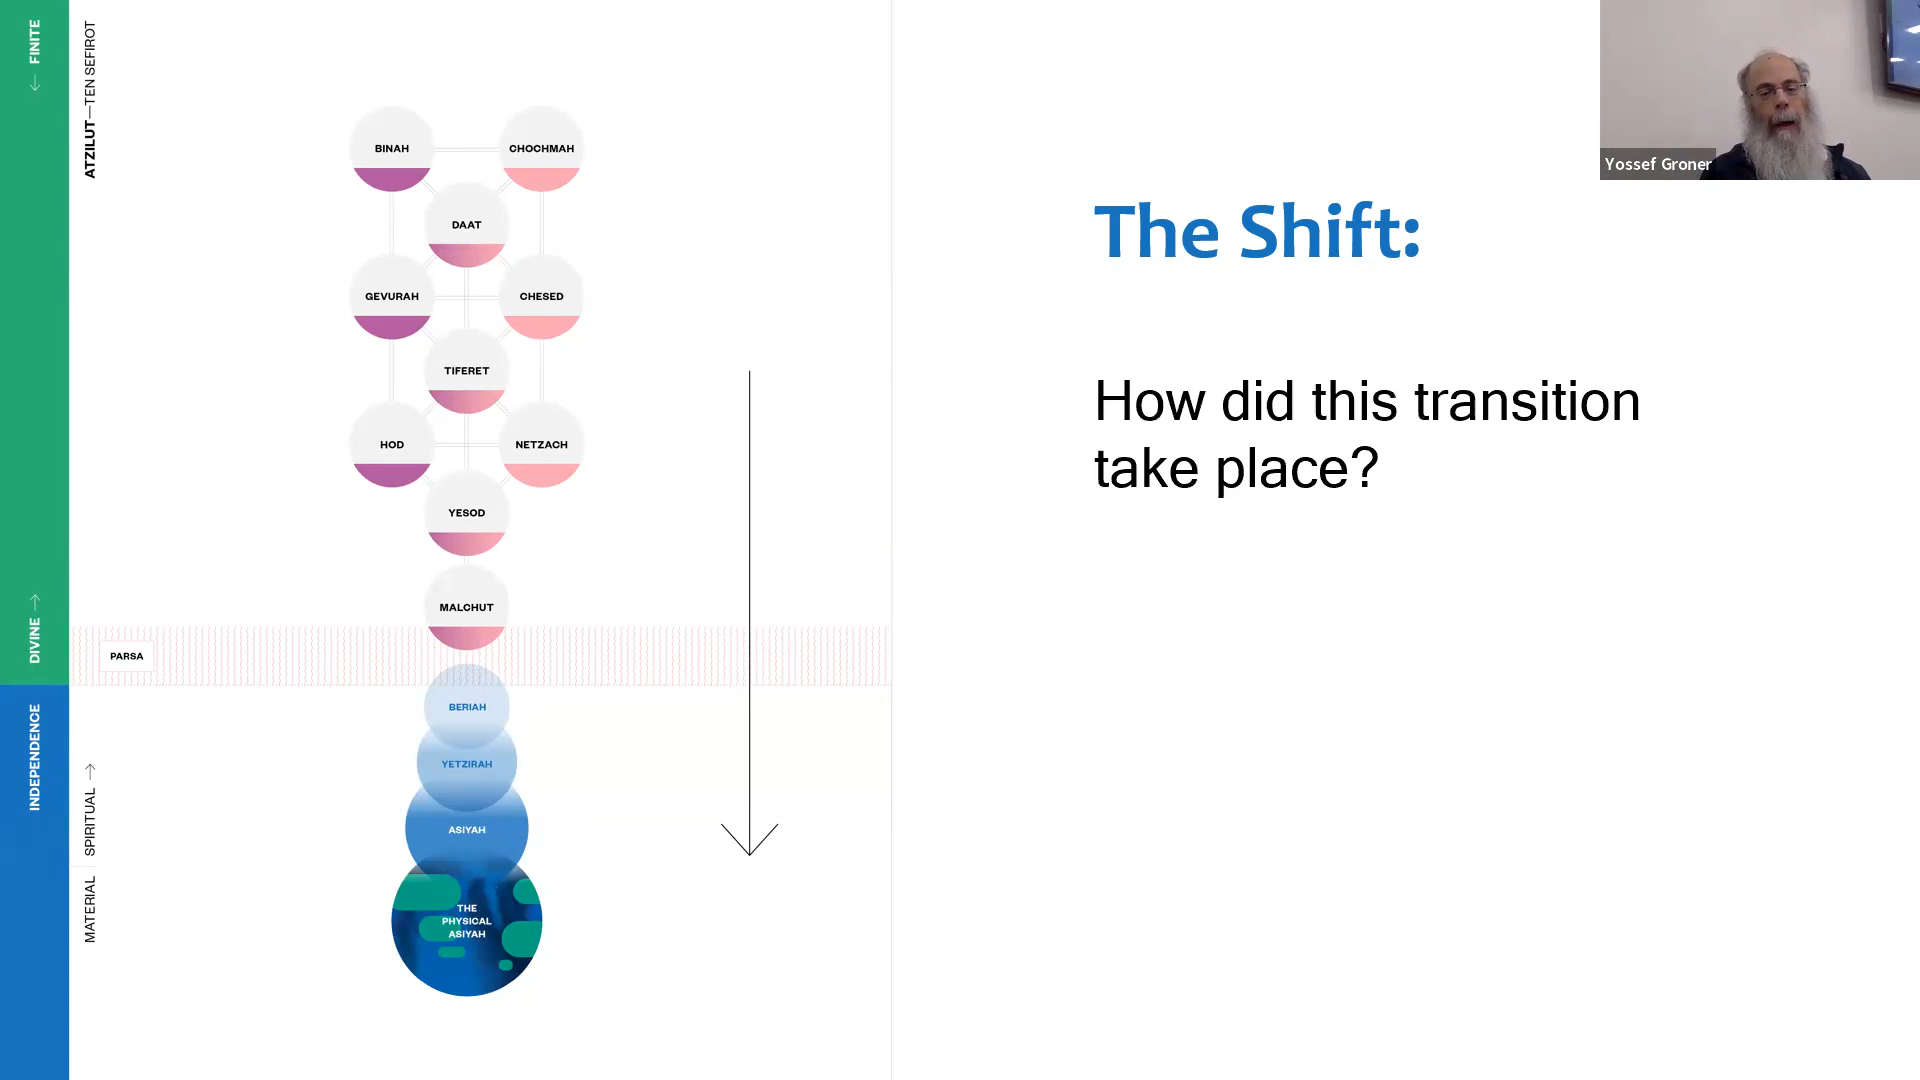 FINITE
ATZILUT—TEN SEFIROT
BINAH
CHOCHMAH
DAAT
GEVURAH
CHESED
TIFERET
HOD
NETZACH
YESOD
MALCHUT
DIVINE
PARSA
INDEPENDENCE
SPIRITUAL
MATERIAL
BERIAH
YETZIRAH
ASIYAH
THE
PHYSICAL
ASIYAH
The Shift:
How did this transition
take place?
Yossef Groner